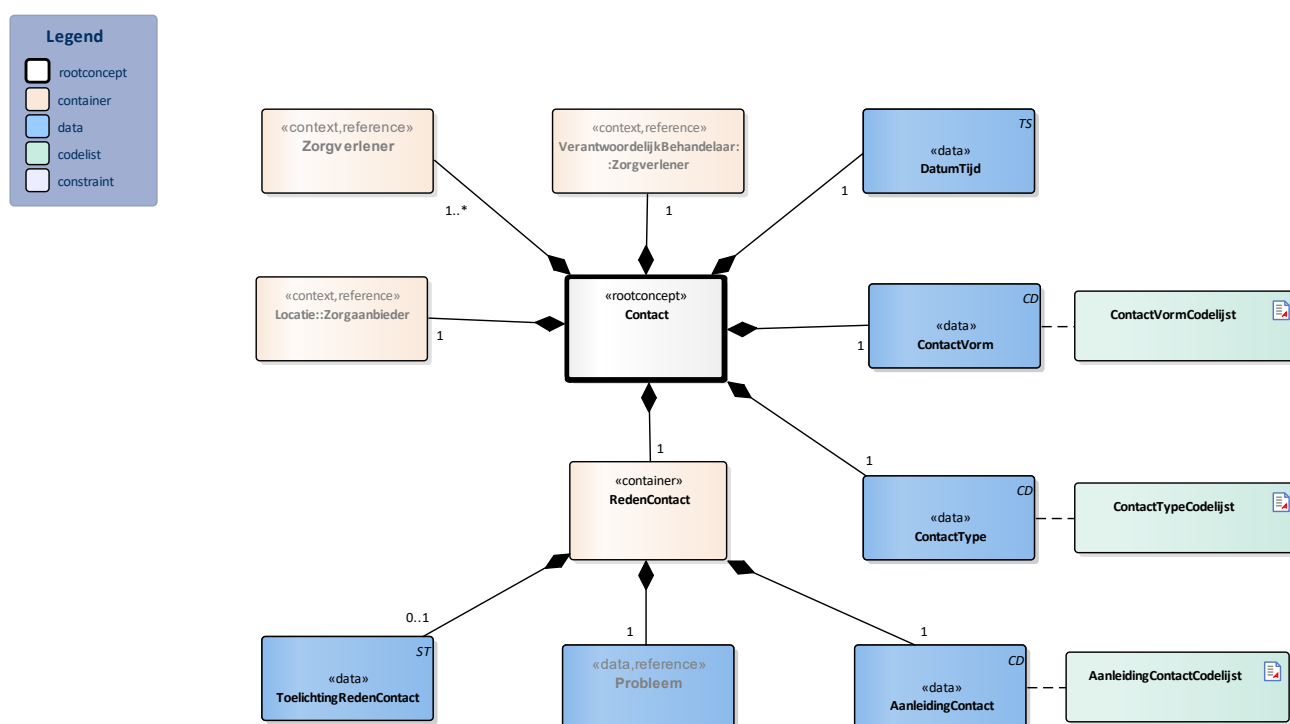 Legend
rootconcept
container
data
codelist
constraint
«context,reference»
Zorgverlener
1..*
«context,reference»
VerantwoordelijkBehandelaar:
:Zorgverlener
1
TS
«data»
DatumTijd
1
«context,reference»
Locatie::Zorgaanbieder
1
«rootconcept»
Contact
CD
«data»
ContactVorm
1
ContactVormCodelijst
1
«container»
RedenContact
1
CD
«data»
ContactType
ContactTypeCodelijst
0..1
ST
«data»
ToelichtingRedenContact
1
«data,reference»
Probleem
1
CD
«data»
AanleidingContact
AanleidingContactCodelijst